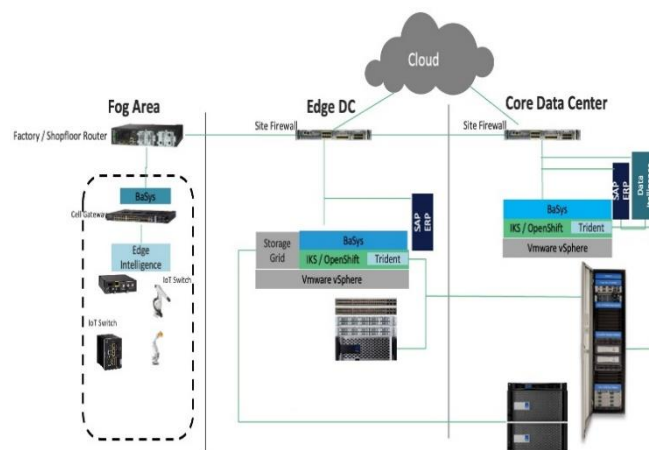 Cloud
Fog Area
Edge DC
Core Data Center
Factory / Shopfloor Router
Site Firewall
Site Firewall
BaSys
Cell Gateway
Edge
Intelligence
IoT Switch
IoT Switch
SAP
ERP
Storage
Grid
BaSys
IKS / OpenShift
Trident
Vmware vSphere
SAP
ERP
Data
BaSys
IKS / OpenShift
Trident
VMware vSphere